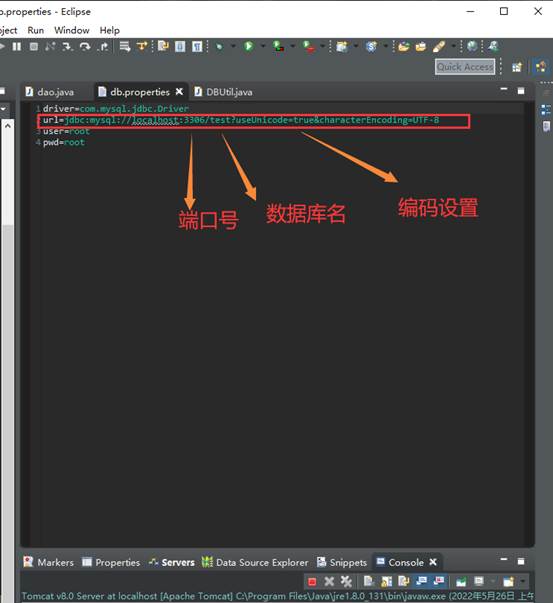 db.properties - Eclipse
ject Run Window Help
Quick Access
dao.java db.properties DBUtil.java
1 driver=com.mysql.jdbc.Driver
2 url=jdbc:mysql://localhost:3306/test?useUnicode=true&characterEncoding=UTF-8
3 user=root
4 pwd=root
端口号 数据库名 编码设置
Markers Properties Servers Data Source Explorer Snippets Console
Tomcat v8.0 Server at localhost [Apache Tomcat] C:\Program Files\Java\jre1.8.0_131\bin\javaw.exe (2022年5月26日 上午